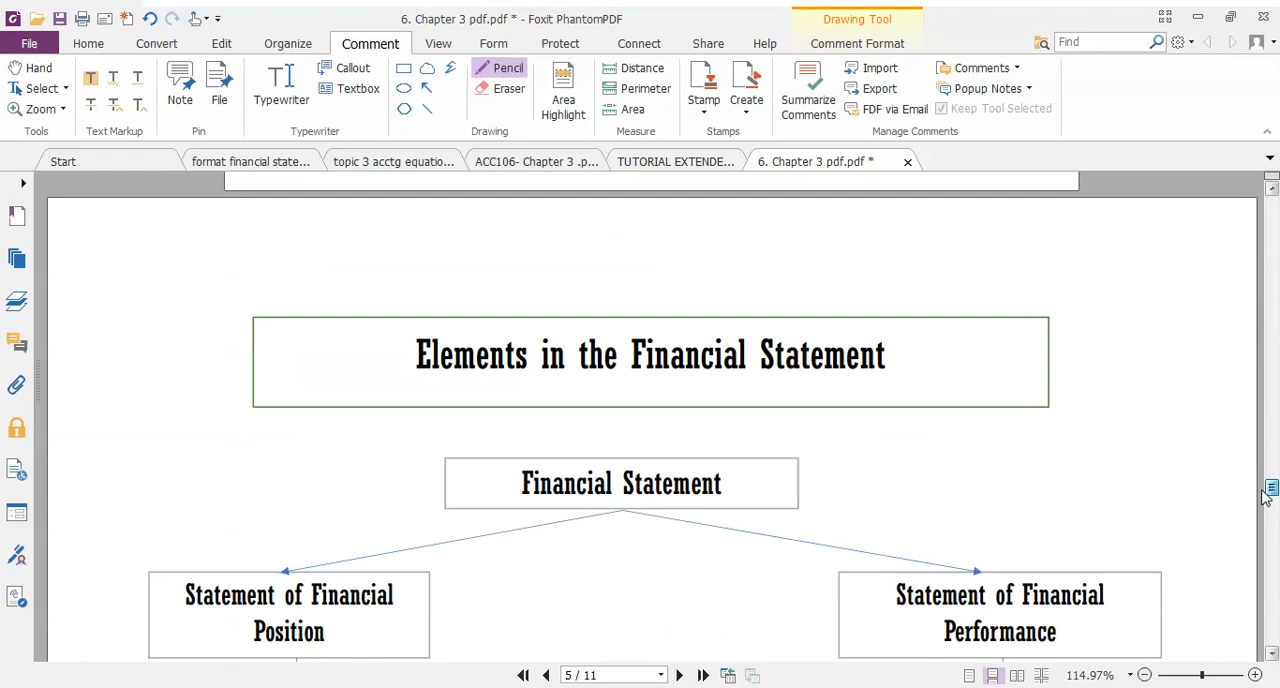 6. Chapter 3 pdf.pdf * - Foxit PhantomPDF
Drawing Tool
File Home Convert Edit Organize Comment View Form Protect Connect Share Help Comment Format Find
Hand
Select
Zoom
Tools
T T T
T T T
Text Markup
Note File
Pin
Typewriter
Callout
Textbox
Typewriter
Pencil
Eraser
Drawing
Area
Highlight
Distance
Perimeter
Area
Measure
Stamp Create
Stamps
Summarize
Comments
Import
Export
FDF via Email
Comments
Popup Notes
Keep Tool Selected
Manage Comments
Start format financial state... topic 3 acctg equatio... ACC106- Chapter 3 .p... TUTORIAL EXTENDE... 6. Chapter 3 pdf.pdf *
Elements in the Financial Statement
Financial Statement
Statement of Financial
Position
Statement of Financial
Performance
5 / 11
114.97%